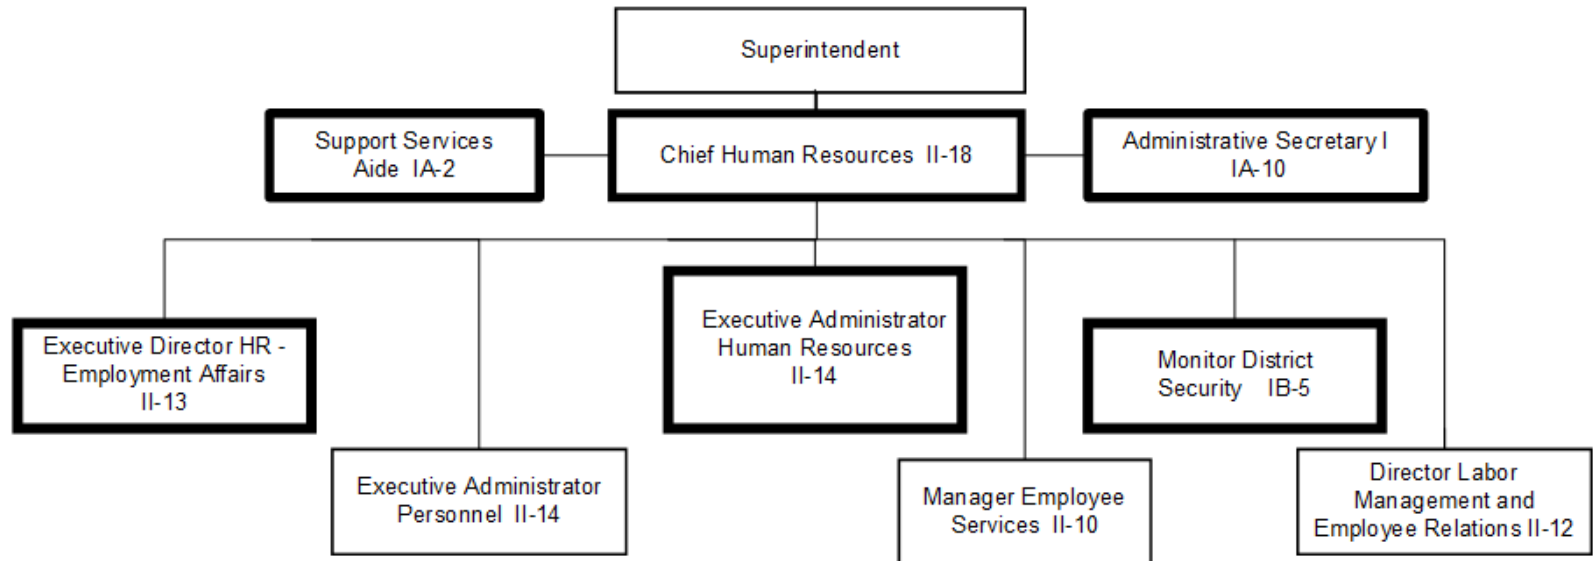 Superintendent
Support Services
Aide IA-2
Chief Human Resources II-18
Administrative Secretary I
IA-10
Executive Director HR -
Employment Affairs
II-13
Executive Administrator
Human Resources
II-14
Monitor District
Security IB-5
Executive Administrator
Personnel II-14
Manager Employee
Services II-10
Director Labor
Management and
Employee Relations II-12